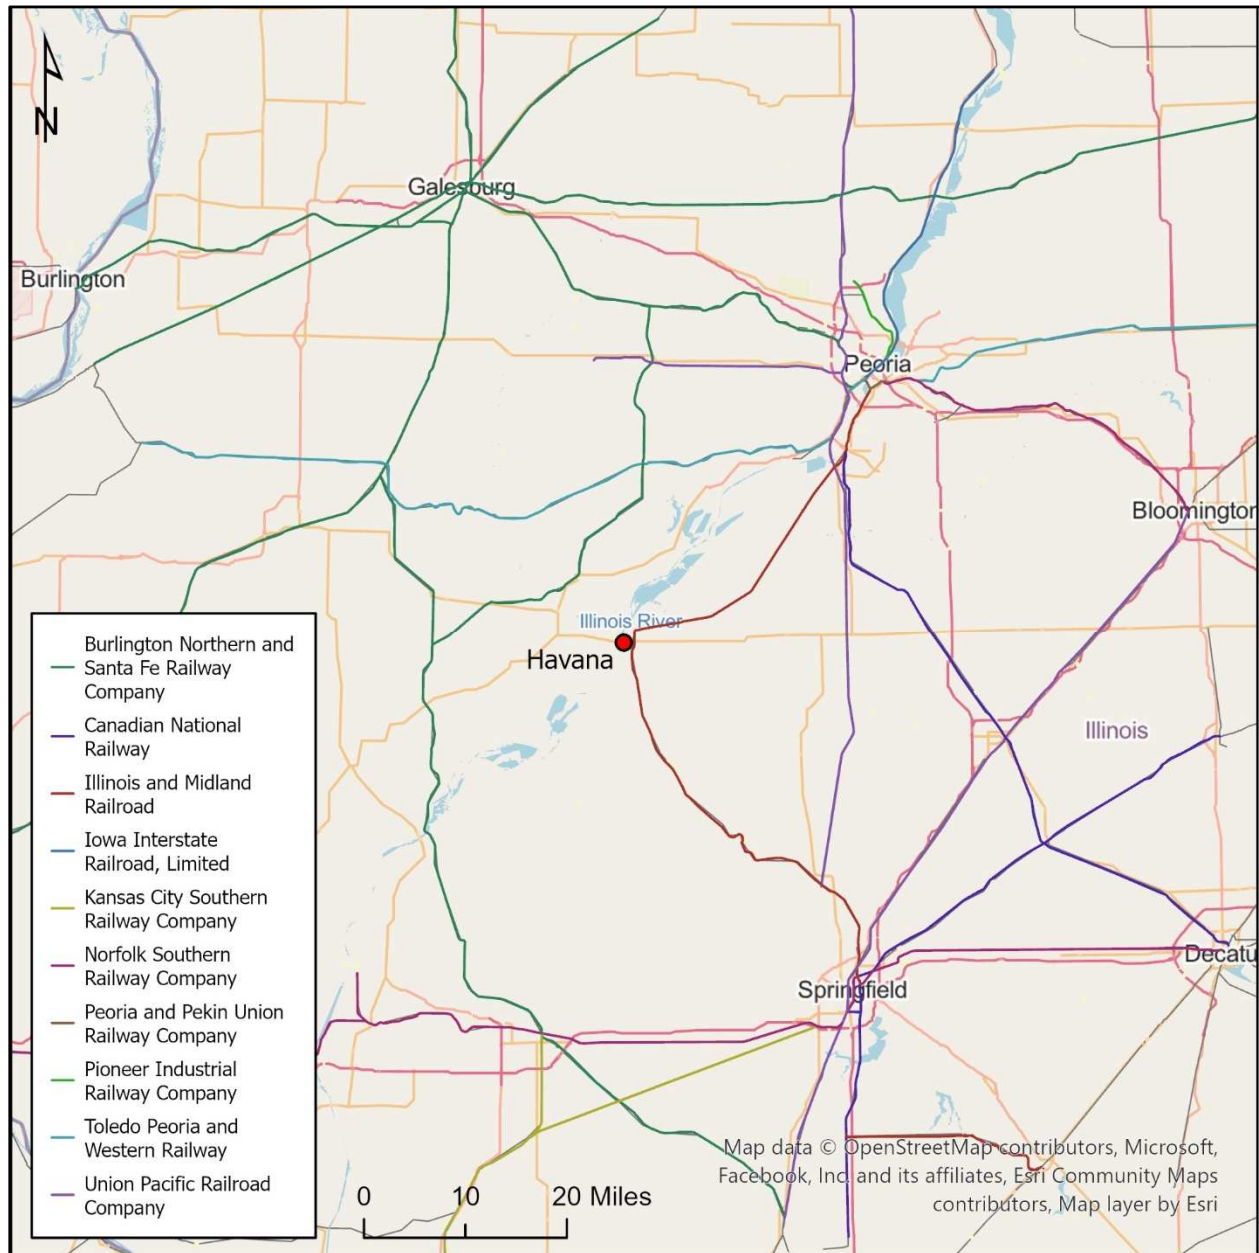 N
Galesburg
Burlington
Peoria
Bloomington
Illinois River
Havana
Illinois
Decatu
Springfield
Burlington Northern and
Santa Fe Railway
Company
Canadian National
Railway
Illinois and Midland
Railroad
Iowa Interstate
Railroad, Limited
Kansas City Southern
Railway Company
Norfolk Southern
Railway Company
Peoria and Pekin Union
Railway Company
Pioneer Industrial
Railway Company
Toledo Peoria and
Western Railway
Union Pacific Railroad
Company
0 10 20 Miles
Map data © OpenStreetMap contributors, Microsoft,
Facebook, Inc. and its affiliates, Esri Community Maps
contributors, Map layer by Esri